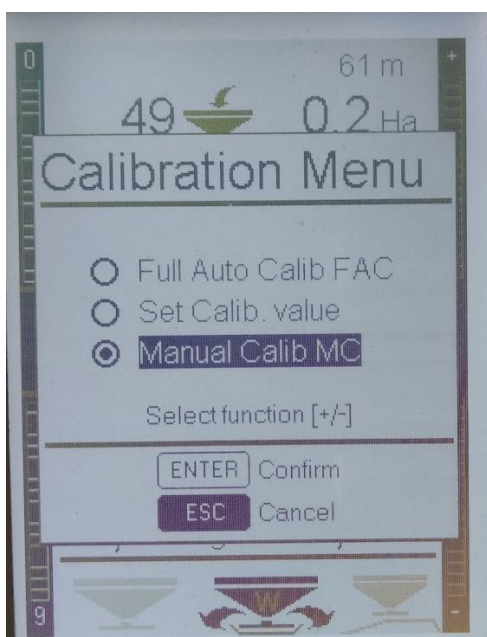 0
61 m
+
49 0.2 Ha
Calibration Menu
Full Auto Calib FAC
Set Calib. value
Manual Calib MC
Select function [+/-]
ENTER Confirm
ESC Cancel
W
9 -